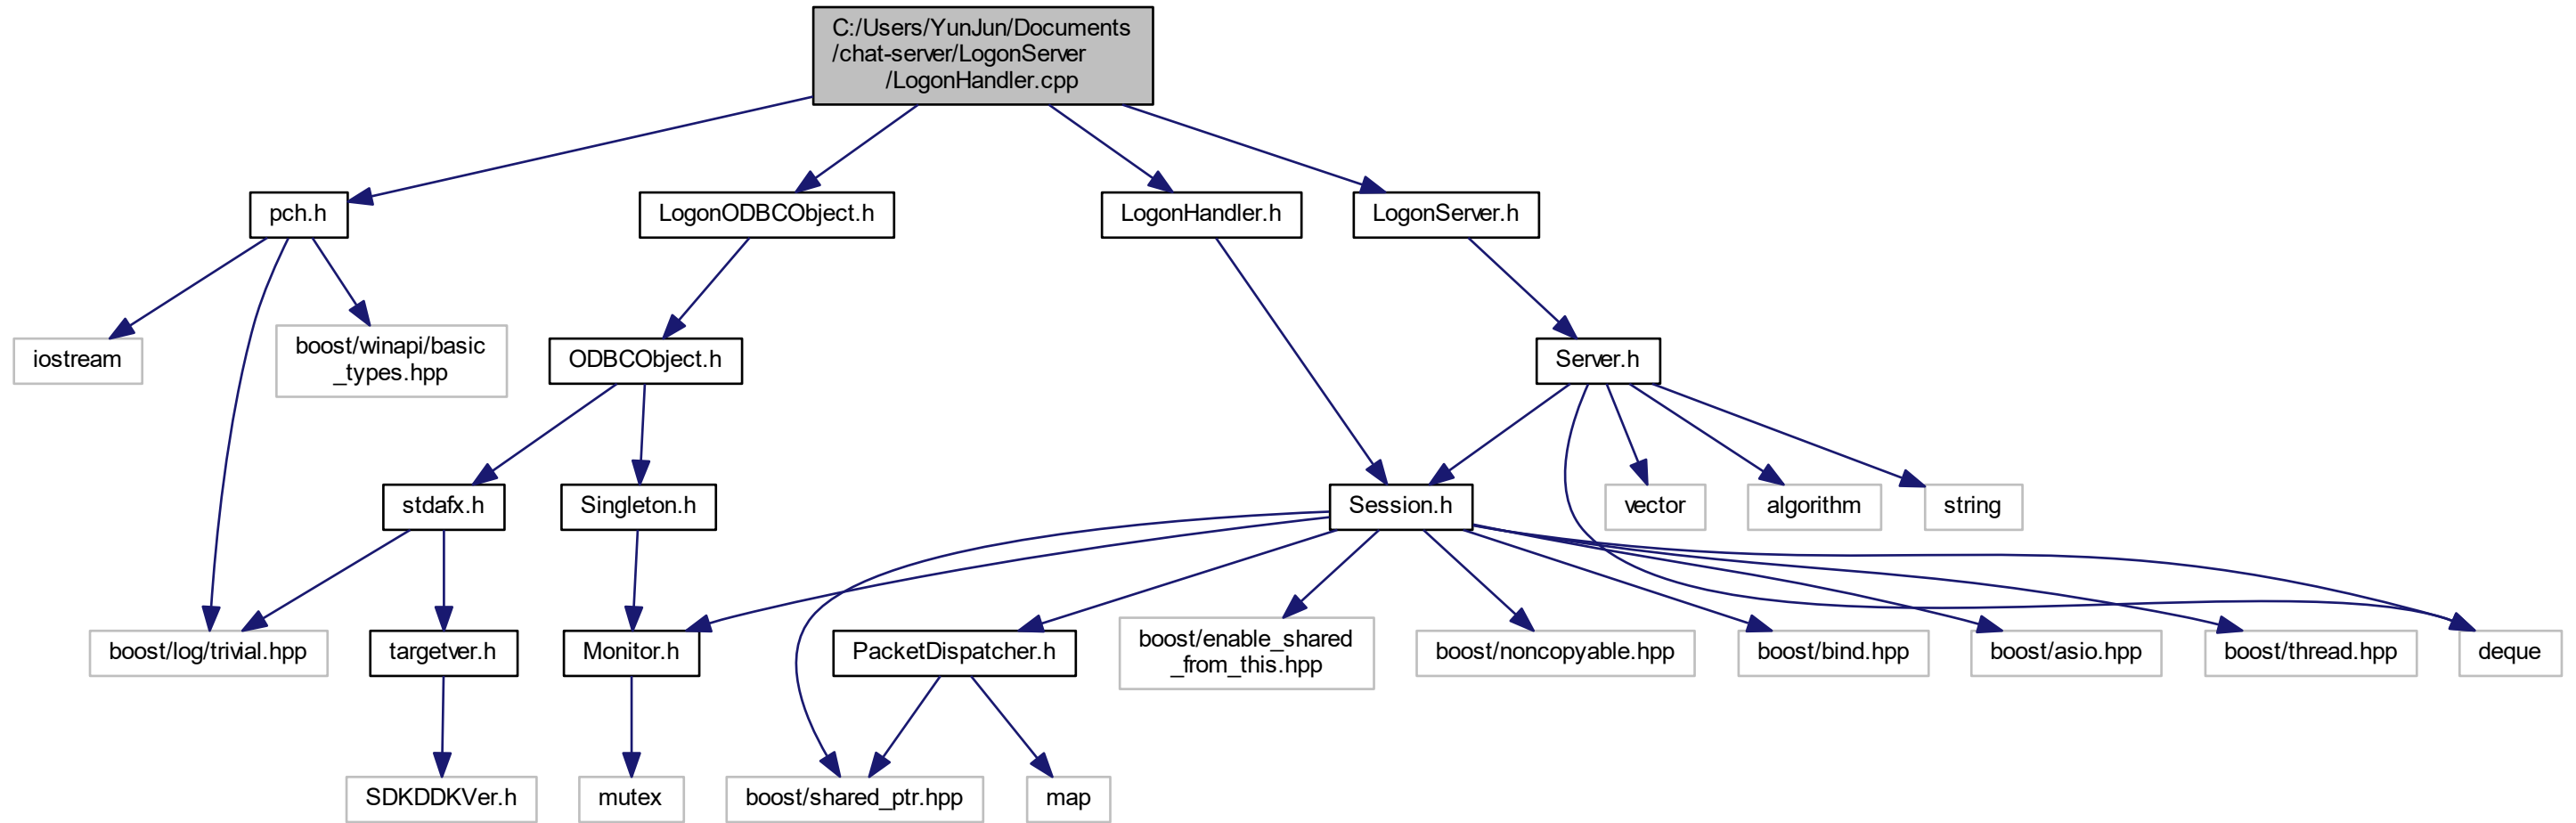 C:/Users/YunJun/Documents
/chat-server/LogonServer
/LogonHandler.cpp
pch.h
LogonODBCObject.h
LogonHandler.h
LogonServer.h
iostream
boost/winapi/basic
_types.hpp
ODBCObject.h
Server.h
stdafx.h
Singleton.h
Session.h
vector
algorithm
string
boost/log/trivial.hpp
targetver.h
Monitor.h
PacketDispatcher.h
boost/enable_shared
_from_this.hpp
boost/noncopyable.hpp
boost/bind.hpp
boost/asio.hpp
boost/thread.hpp
deque
SDKDDKVer.h
mutex
boost/shared_ptr.hpp
map